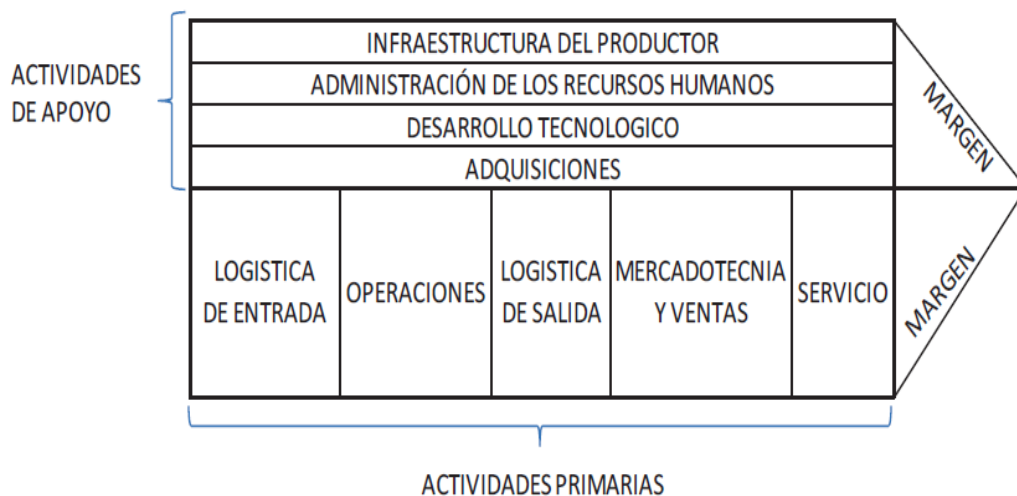 INFRAESTRUCTURA DEL PRODUCTOR
ACTIVIDADES
DE APOYO
ADMINISTRACIÓN DE LOS RECURSOS HUMANOS
DESARROLLO TECNOLOGICO
ADQUISICIONES
MARGEN
LOGISTICA
DE ENTRADA
OPERACIONES
LOGISTICA
DE SALIDA
MERCADOTECNIA
Y VENTAS
SERVICIO
MARGEN
ACTIVIDADES PRIMARIAS